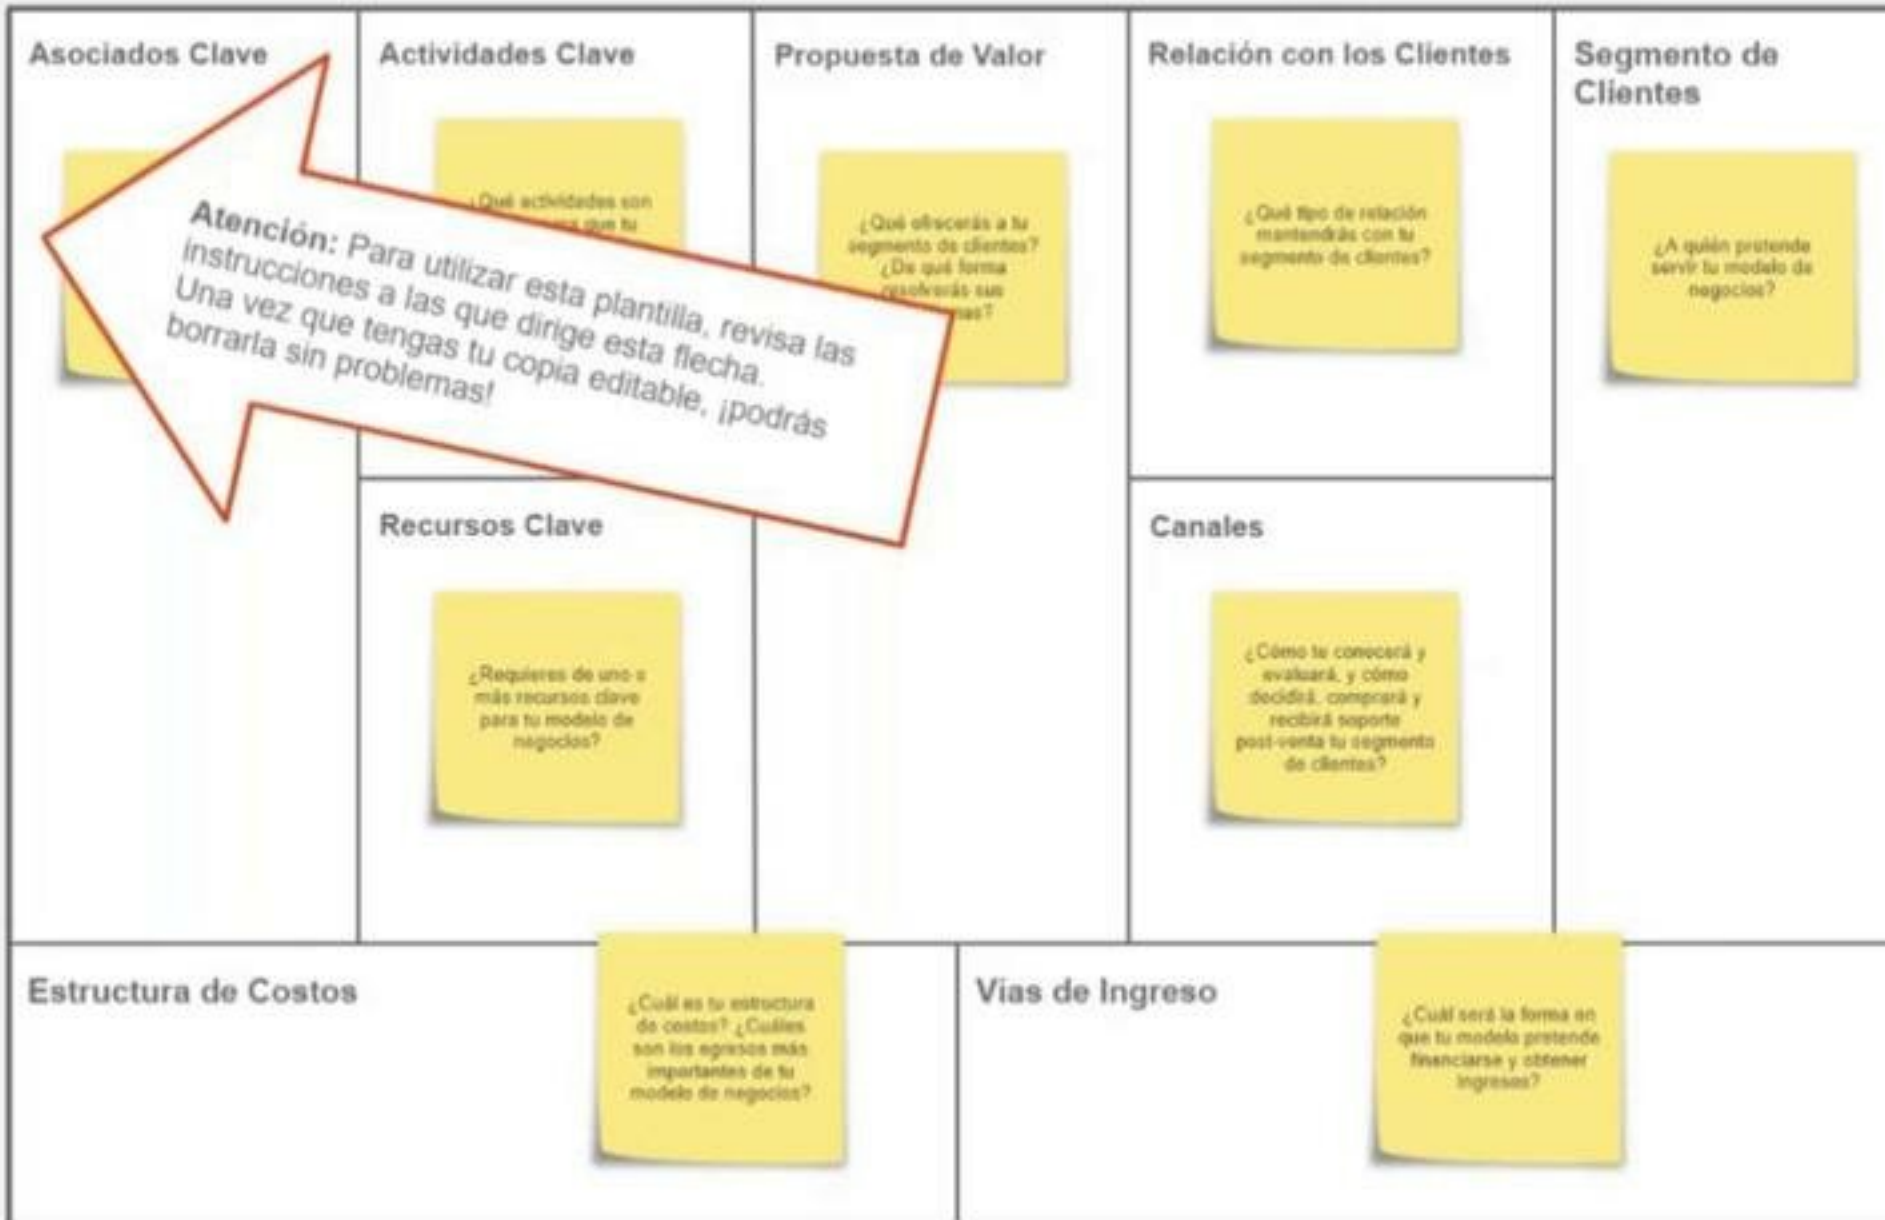 Asociados Clave
Actividades Clave
¿Qué actividades son
que tu
Propuesta de Valor
¿Qué ofrecerás a tu
segmento de clientes?
¿De qué forma
resolverás sus
Relación con los Clientes
¿Qué tipo de relación
mantendrás con tu
segmento de clientes?
Segmento de
Clientes
¿A quién pretende
servir tu modelo de
negocios?
Atención: Para utilizar esta plantilla, revisa las
instrucciones a las que dirige esta flecha.
Una vez que tengas tu copia editable, ¡podrás
borrarla sin problemas!
Recursos Clave
¿Requieres de uno o
más recursos clave
para tu modelo de
negocios?
Canales
¿Cómo te conocerá y
evaluará, y cómo
decidirá, comprará y
recibirá soporte
post-venta tu segmento
de clientes?
Estructura de Costos
¿Cuál es tu estructura
de costos? ¿Cuáles
son los egresos más
importantes de tu
modelo de negocios?
Vías de Ingreso
¿Cuál será la forma en
que tu modelo pretende
financiarse y obtener
ingresos?